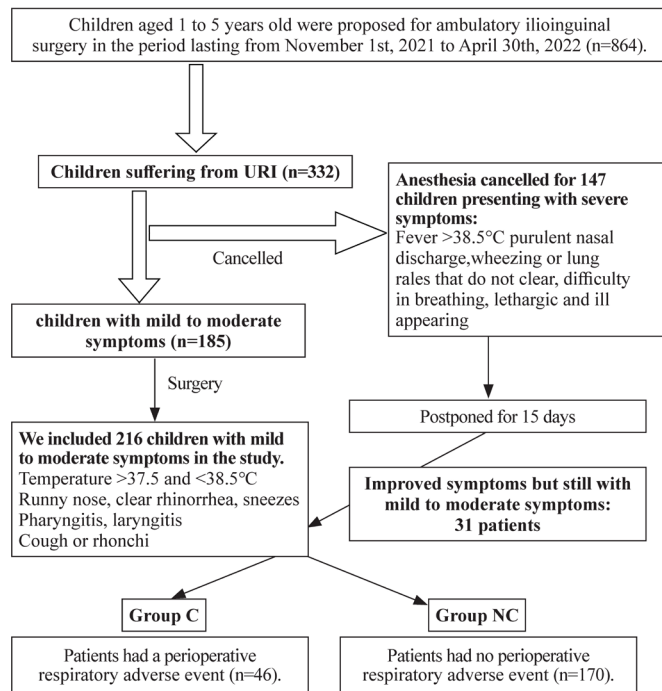 Children aged 1 to 5 years old were proposed for ambulatory ilioinguinal
surgery in the period lasting from November 1st, 2021 to April 30th, 2022 (n=864).
Children suffering from URI (n=332)
Anesthesia cancelled for 147
children presenting with severe
symptoms:
Fever >38.5°C purulent nasal
discharge,wheezing or lung
rales that do not clear, difficulty
in breathing, lethargic and ill
appearing
Cancelled
children with mild to moderate
symptoms (n=185)
Surgery
Postponed for 15 days
We included 216 children with mild
to moderate symptoms in the study.
Temperature >37.5 and <38.5°C
Runny nose, clear rhinorrhea, sneezes
Pharyngitis, laryngitis
Cough or rhonchi
Improved symptoms but still with
mild to moderate symptoms:
31 patients
Group C
Group NC
Patients had a perioperative
respiratory adverse event (n=46).
Patients had no perioperative
respiratory adverse event (n=170).